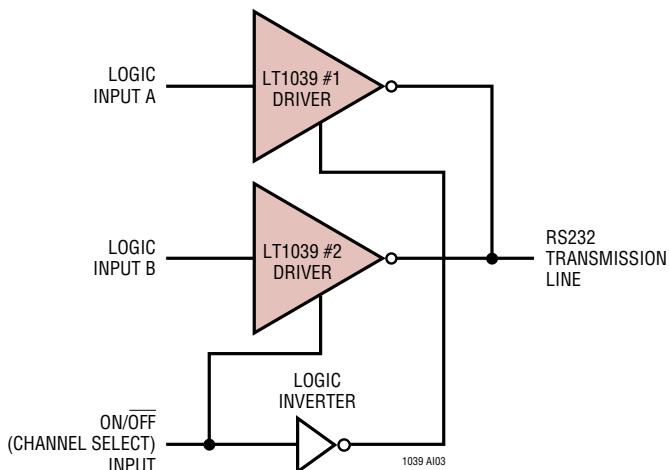 LOGIC
INPUT A
LT1039 #1
DRIVER
LOGIC
INPUT B
LT1039 #2
DRIVER
RS232
TRANSMISSION
LINE
LOGIC
INVERTER
ON/OFF
(CHANNEL SELECT)
INPUT
1039 AI03